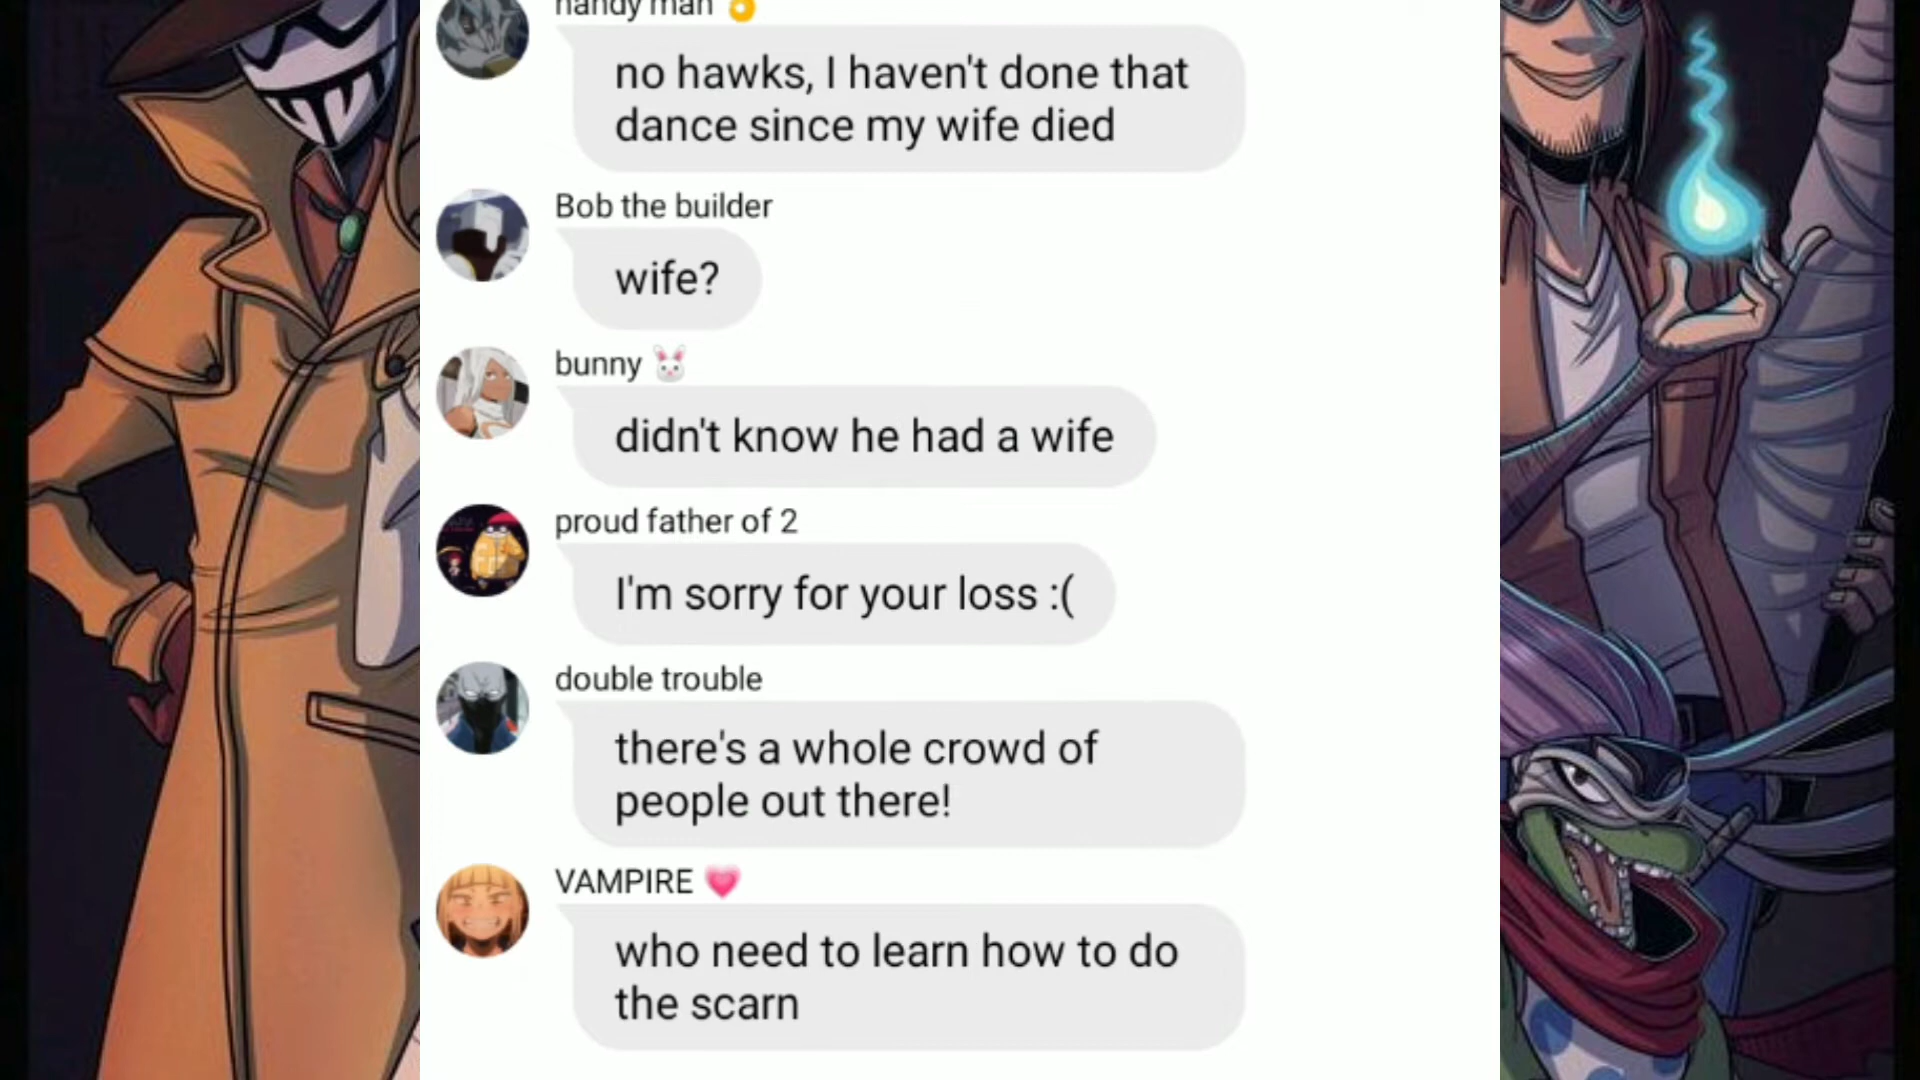 handy man 👌
no hawks, I haven't done that
dance since my wife died
Bob the builder
wife?
bunny 🐰
didn't know he had a wife
proud father of 2
I'm sorry for your loss :(
double trouble
there's a whole crowd of
people out there!
VAMPIRE 💗
who need to learn how to do
the scarn